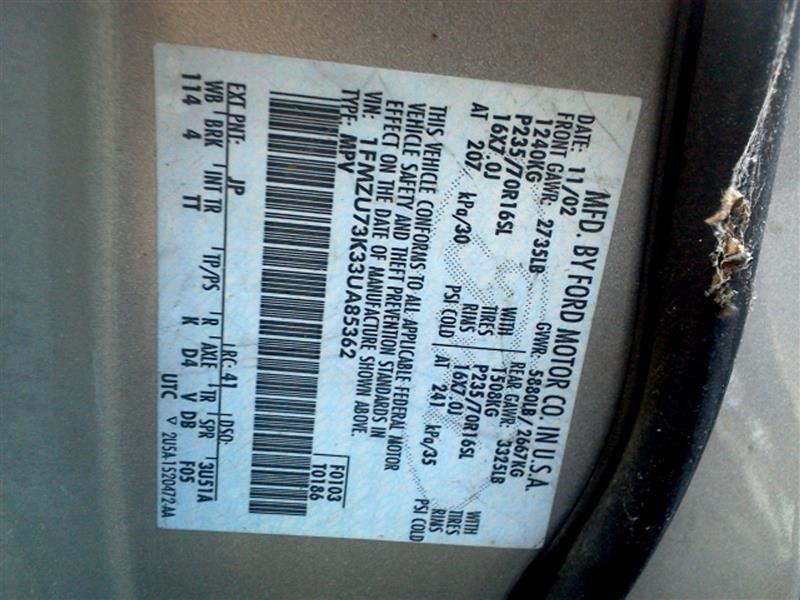 MFD. BY FORD MOTOR CO. IN U.S.A.
DATE: 11/02 GVWR: 5880LB/ 2667KG
FRONT GAWR: 2735LB REAR GAWR: 3325LB
1240KG WITH 1508KG WITH
P235/70R16SL TIRES P235/70R16SL TIRES
16X7.0J RIMS 16X7.0J RIMS
AT 207 kPa/30 PSI COLD AT 241 kPa/35 PSI COLD
THIS VEHICLE CONFORMS TO ALL APPLICABLE FEDERAL MOTOR
VEHICLE SAFETY AND THEFT PREVENTION STANDARDS IN
EFFECT ON THE DATE OF MANUFACTURE SHOWN ABOVE.
VIN: 1FMZU73K33UA85362 F0103
TYPE: MPV T0186
EXT PNT: JP RC: 41 DSO:
WB BRK INT TR TP/PS R AXLE TR SPR 3U5TA
114 4 TT K D4 V DB F05
UTC ▽ 2U5A 1520472-AA